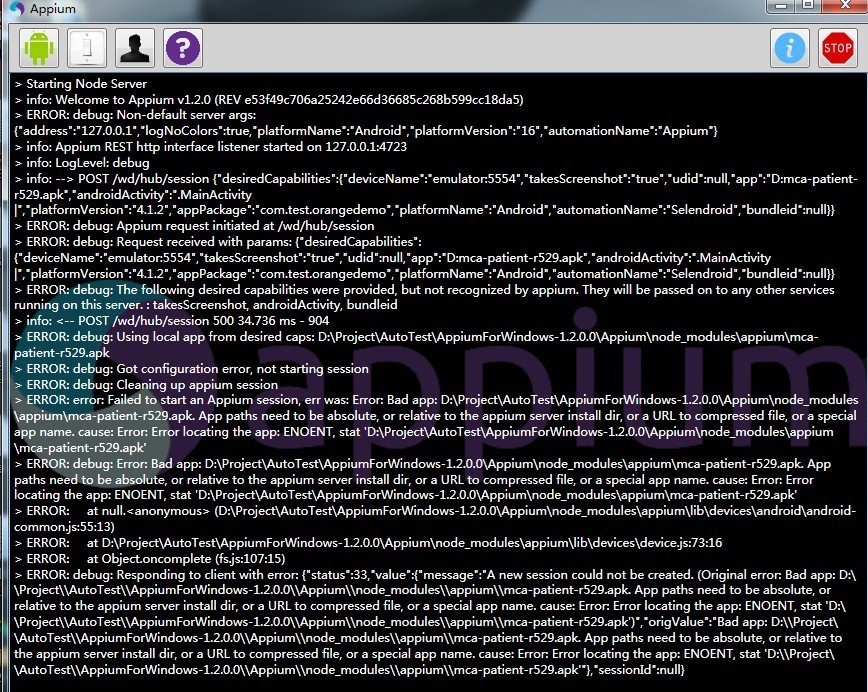 Appium
STOP
> Starting Node Server
> info: Welcome to Appium v1.2.0 (REV e53f49c706a25242e66d36685c268b599cc18da5)
> ERROR: debug: Non-default server args:
{"address":"127.0.0.1","logNoColors":true,"platformName":"Android","platformVersion":"16","automationName":"Appium"}
> info: Appium REST http interface listener started on 127.0.0.1:4723
> info: LogLevel: debug
> info: --> POST /wd/hub/session {"desiredCapabilities":{"deviceName":"emulator:5554","takesScreenshot":"true","udid":null,"app":"D:mca-patient-
r529.apk","androidActivity":".MainActivity
|","platformVersion":"4.1.2","appPackage":"com.test.orangedemo","platformName":"Android","automationName":"Selendroid","bundleid":null}}
> ERROR: debug: Appium request initiated at /wd/hub/session
> ERROR: debug: Request received with params: {"desiredCapabilities":
{"deviceName":"emulator:5554","takesScreenshot":"true","udid":null,"app":"D:mca-patient-r529.apk","androidActivity":".MainActivity
|","platformVersion":"4.1.2","appPackage":"com.test.orangedemo","platformName":"Android","automationName":"Selendroid","bundleid":null}}
> ERROR: debug: The following desired capabilities were provided, but not recognized by appium. They will be passed on to any other services
running on this server. : takesScreenshot, androidActivity, bundleid
> info: <-- POST /wd/hub/session 500 34.736 ms - 904
> ERROR: debug: Using local app from desired caps: D:\Project\AutoTest\AppiumForWindows-1.2.0.0\Appium\node_modules\appium\mca-
patient-r529.apk
> ERROR: debug: Got configuration error, not starting session
> ERROR: debug: Cleaning up appium session
> ERROR: error: Failed to start an Appium session, err was: Error: Bad app: D:\Project\AutoTest\AppiumForWindows-1.2.0.0\Appium\node_modules
\appium\mca-patient-r529.apk. App paths need to be absolute, or relative to the appium server install dir, or a URL to compressed file, or a special
app name. cause: Error: Error locating the app: ENOENT, stat 'D:\Project\AutoTest\AppiumForWindows-1.2.0.0\Appium\node_modules\appium
\mca-patient-r529.apk'
> ERROR: debug: Error: Bad app: D:\Project\AutoTest\AppiumForWindows-1.2.0.0\Appium\node_modules\appium\mca-patient-r529.apk. App
paths need to be absolute, or relative to the appium server install dir, or a URL to compressed file, or a special app name. cause: Error: Error
locating the app: ENOENT, stat 'D:\Project\AutoTest\AppiumForWindows-1.2.0.0\Appium\node_modules\appium\mca-patient-r529.apk'
> ERROR: at null.<anonymous> (D:\Project\AutoTest\AppiumForWindows-1.2.0.0\Appium\node_modules\appium\lib\devices\android\android-
common.js:55:13)
> ERROR: at D:\Project\AutoTest\AppiumForWindows-1.2.0.0\Appium\node_modules\appium\lib\devices\device.js:73:16
> ERROR: at Object.oncomplete (fs.js:107:15)
> ERROR: debug: Responding to client with error: {"status":33,"value":{"message":"A new session could not be created. (Original error: Bad app: D:\
\Project\\AutoTest\\AppiumForWindows-1.2.0.0\\Appium\\node_modules\\appium\\mca-patient-r529.apk. App paths need to be absolute, or
relative to the appium server install dir, or a URL to compressed file, or a special app name. cause: Error: Error locating the app: ENOENT, stat 'D:\
\Project\\AutoTest\\AppiumForWindows-1.2.0.0\\Appium\\node_modules\\appium\\mca-patient-r529.apk')","origValue":"Bad app: D:\\Project\
\AutoTest\\AppiumForWindows-1.2.0.0\\Appium\\node_modules\\appium\\mca-patient-r529.apk. App paths need to be absolute, or relative to
the appium server install dir, or a URL to compressed file, or a special app name. cause: Error: Error locating the app: ENOENT, stat 'D:\\Project\
\AutoTest\\AppiumForWindows-1.2.0.0\\Appium\\node_modules\\appium\\mca-patient-r529.apk'"},"sessionId":null}
appium